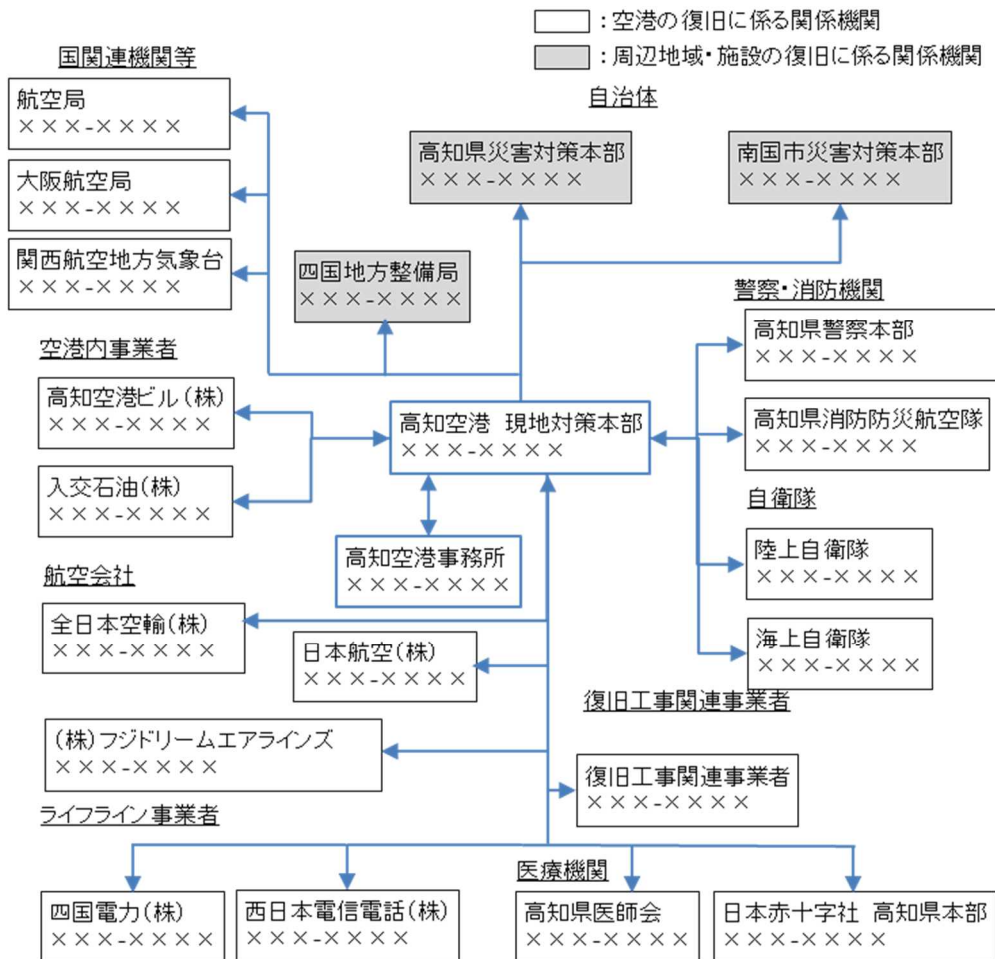 ：空港の復旧に係る関係機関
：周辺地域・施設の復旧に係る関係機関
国関連機関等
航空局
×××-××××
大阪航空局
×××-××××
関西航空地方気象台
×××-××××
自治体
高知県災害対策本部
×××-××××
南国市災害対策本部
×××-××××
四国地方整備局
×××-××××
警察・消防機関
高知県警察本部
×××-××××
高知県消防防災航空隊
×××-××××
空港内事業者
高知空港ビル(株)
×××-××××
入交石油(株)
×××-××××
高知空港 現地対策本部
×××-××××
高知空港事務所
×××-××××
自衛隊
陸上自衛隊
×××-××××
海上自衛隊
×××-××××
航空会社
全日本空輸(株)
×××-××××
日本航空(株)
×××-××××
(株)フジドリームエアラインズ
×××-××××
復旧工事関連事業者
復旧工事関連事業者
×××-××××
ライフライン事業者
四国電力(株)
×××-××××
西日本電信電話(株)
×××-××××
医療機関
高知県医師会
×××-××××
日本赤十字社 高知県本部
×××-××××